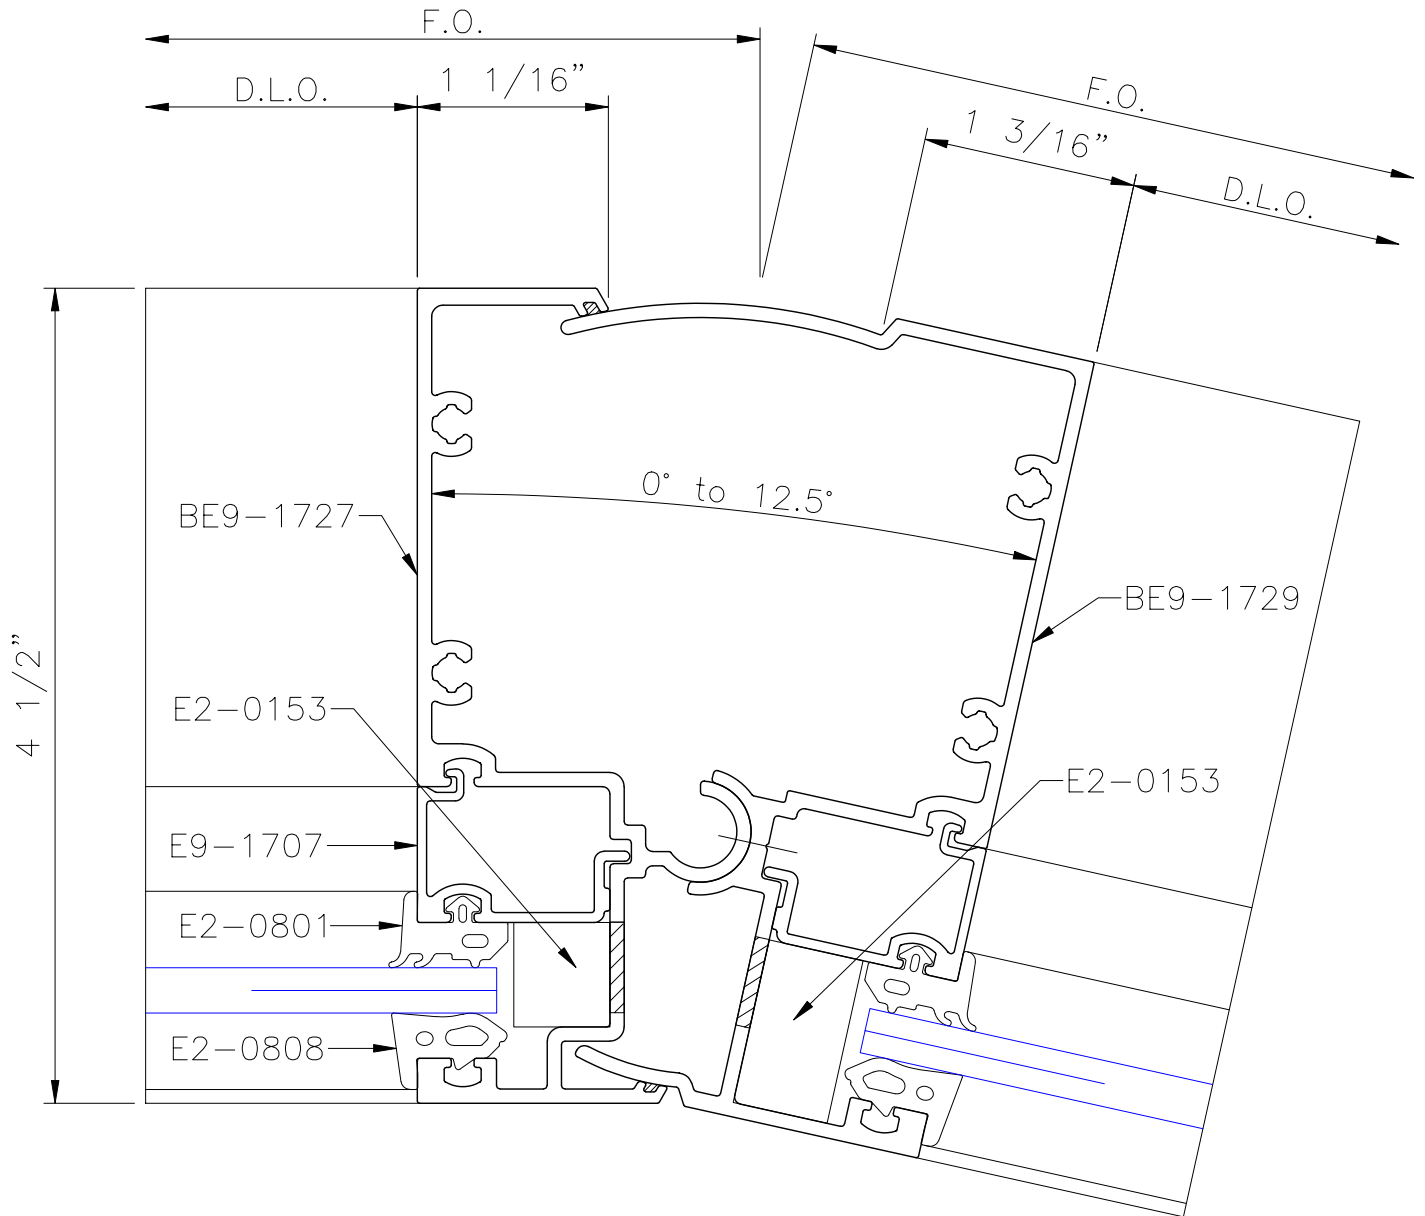 F.O.
D.L.O.
1 1/16”
F.O.
1 3/16”
D.L.O.
0° to 12.5°
BE9-1727
BE9-1729
4 1/2”
E2-0153
E2-0153
E9-1707
E2-0801
E2-0808